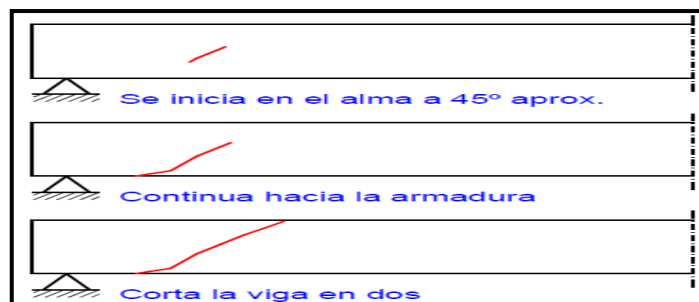 Se inicia en el alma a 45º aprox.
Continua hacia la armadura
Corta la viga en dos